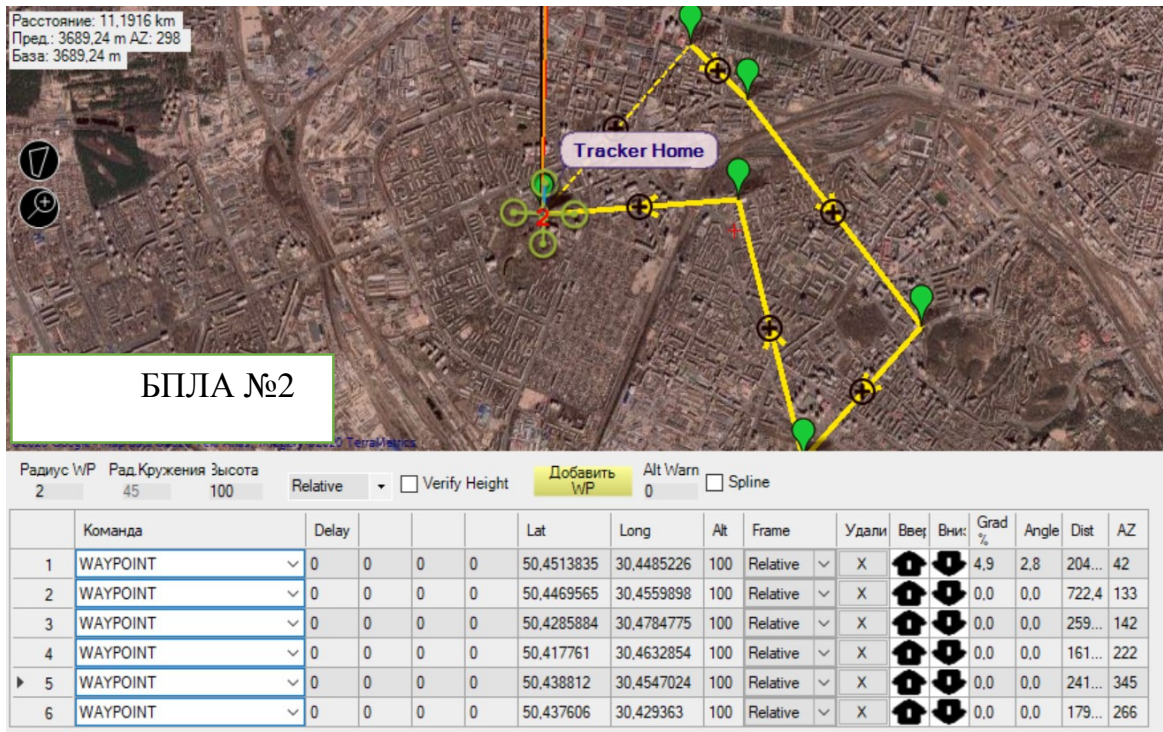 Расстояние: 11,1916 km
Пред.: 3689,24 m AZ: 298
База: 3689,24 m
Tracker Home
2
БПЛА №2
TerraMetrics
Радиус WP Рад.Кружения Высота Alt Warn
2 45 100 Relative Verify Height Добавить WP 0 Spline
Команда Delay Lat Long Alt Frame Удали Ввер Вниз Grad % Angle Dist AZ
1 WAYPOINT 0 0 0 0 50,4513835 30,4485226 100 Relative X 4,9 2,8 204... 42
2 WAYPOINT 0 0 0 0 50,4469565 30,4559898 100 Relative X 0,0 0,0 722,4 133
3 WAYPOINT 0 0 0 0 50,4285884 30,4784775 100 Relative X 0,0 0,0 259... 142
4 WAYPOINT 0 0 0 0 50,417761 30,4632854 100 Relative X 0,0 0,0 161... 222
5 WAYPOINT 0 0 0 0 50,438812 30,4547024 100 Relative X 0,0 0,0 241... 345
6 WAYPOINT 0 0 0 0 50,437606 30,429363 100 Relative X 0,0 0,0 179... 266